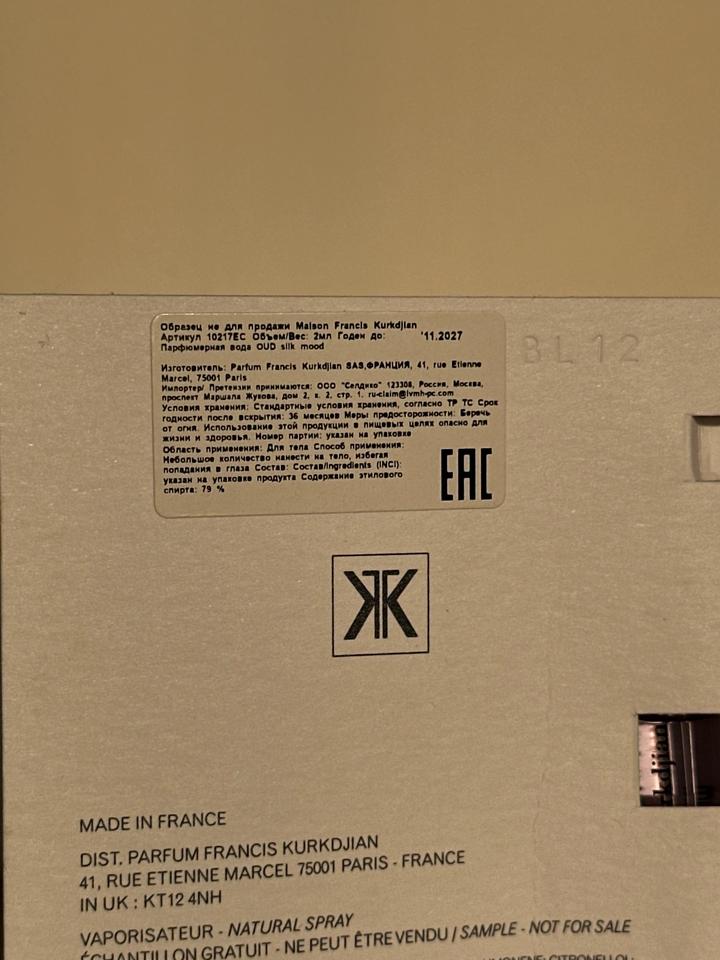 Образец не для продажи Maison Francis Kurkdjian
Артикул 10217EC Объем/Вес: 2мл Годен до: '11.2027
Парфюмерная вода OUD silk mood
Изготовитель: Parfum Francis Kurkdjian SAS,ФРАНЦИЯ, 41, rue Etienne
Marcel, 75001 Paris
Импортер/ Претензии принимаются: ООО "Селдико" 123308, Россия, Москва,
проспект Маршала Жукова, дом 2, к. 2, стр. 1. ru-claim@lvmh-pc.com
Условия хранения: Стандартные условия хранения, согласно ТР ТС Срок
годности после вскрытия: 36 месяцев Меры предосторожности: Беречь
от огня. Использование этой продукции в пищевых целях опасно для
жизни и здоровья. Номер партии: указан на упаковке
Область применения: Для тела Способ применения:
Небольшое количество нанести на тело, избегая
попадания в глаза Состав: Состав/Ingredients (INCI):
указан на упаковке продукта Содержание этилового
спирта: 79 %
EAC
BL12
rkdjian
MADE IN FRANCE
DIST. PARFUM FRANCIS KURKDJIAN
41, RUE ETIENNE MARCEL 75001 PARIS - FRANCE
IN UK : KT12 4NH
VAPORISATEUR - NATURAL SPRAY
ÉCHANTILLON GRATUIT - NE PEUT ÊTRE VENDU / SAMPLE - NOT FOR SALE